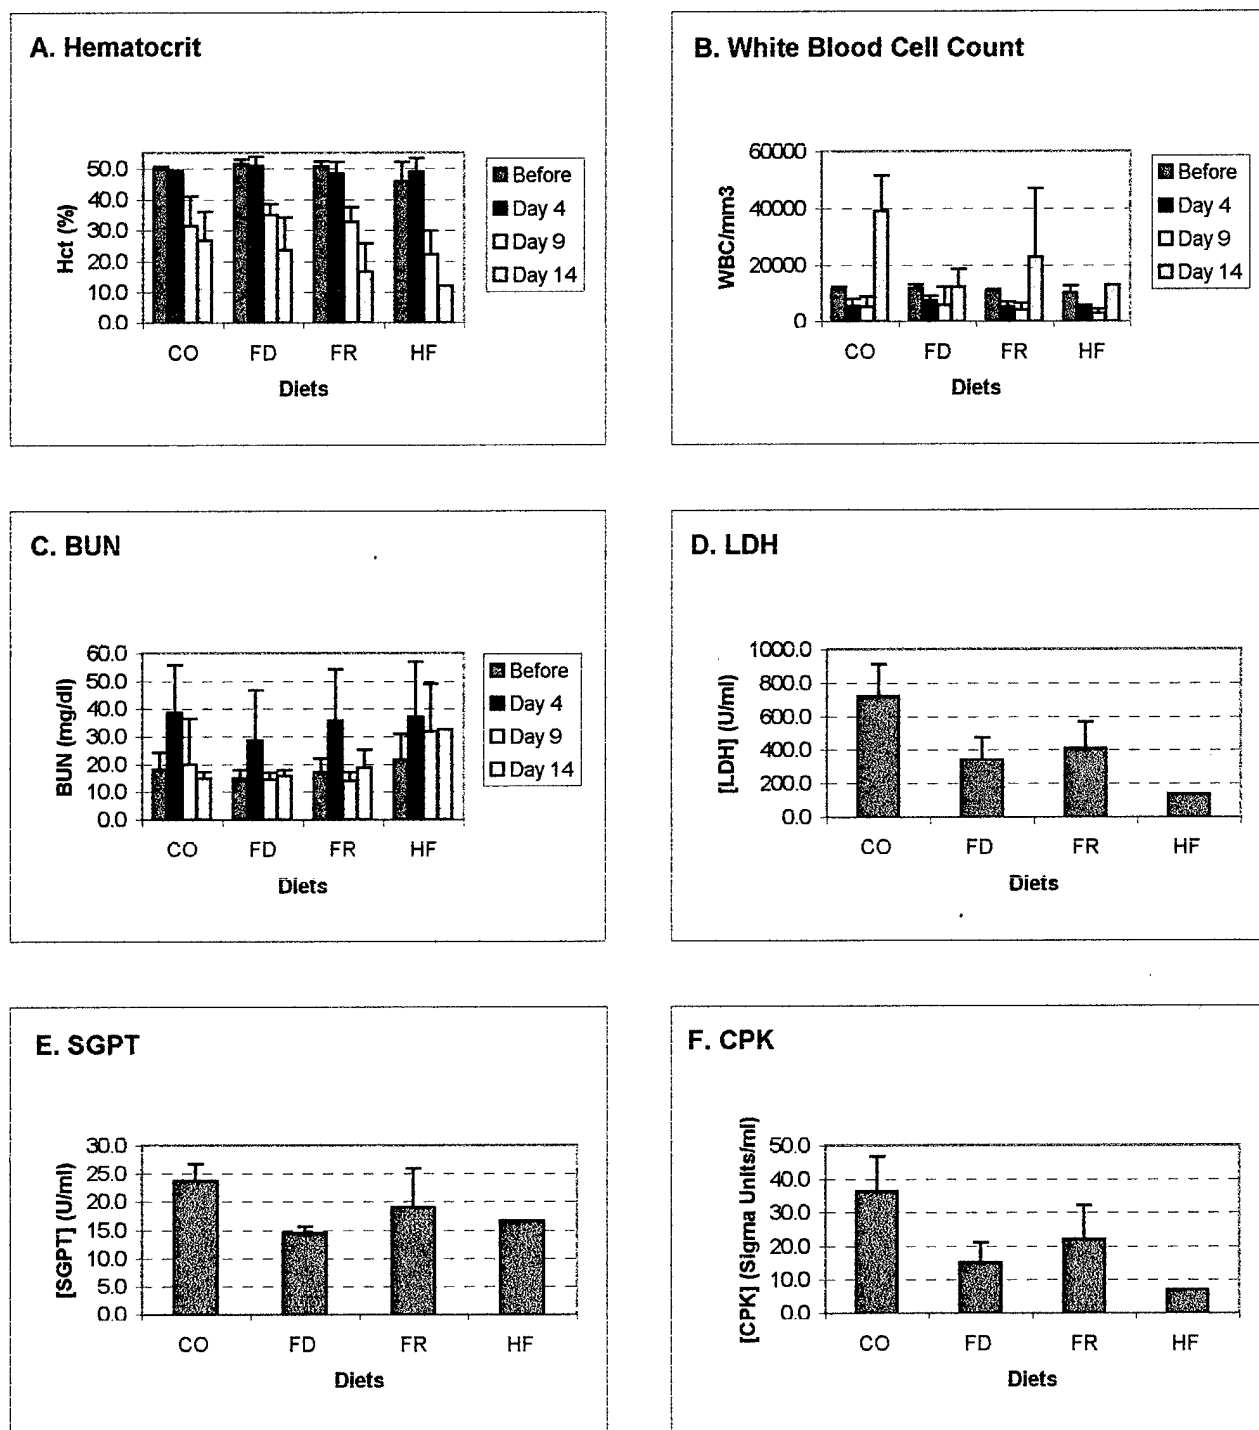 A. Hematocrit
Hct (%)
50.0
40.0
30.0
20.0
10.0
0.0
CO FD FR HF
Diets
Before
Day 4
Day 9
Day 14
B. White Blood Cell Count
WBC/mm3
60000
40000
20000
0
CO FD FR HF
Diets
Before
Day 4
Day 9
Day 14
C. BUN
BUN (mg/dl)
60.0
50.0
40.0
30.0
20.0
10.0
0.0
CO FD FR HF
Diets
Before
Day 4
Day 9
Day 14
D. LDH
[LDH] (U/ml)
1000.0
800.0
600.0
400.0
200.0
0.0
CO FD FR HF
Diets
E. SGPT
[SGPT] (U/ml)
30.0
25.0
20.0
15.0
10.0
5.0
0.0
CO FD FR HF
Diets
F. CPK
[CPK] (Sigma Units/ml)
50.0
40.0
30.0
20.0
10.0
0.0
CO FD FR HF
Diets